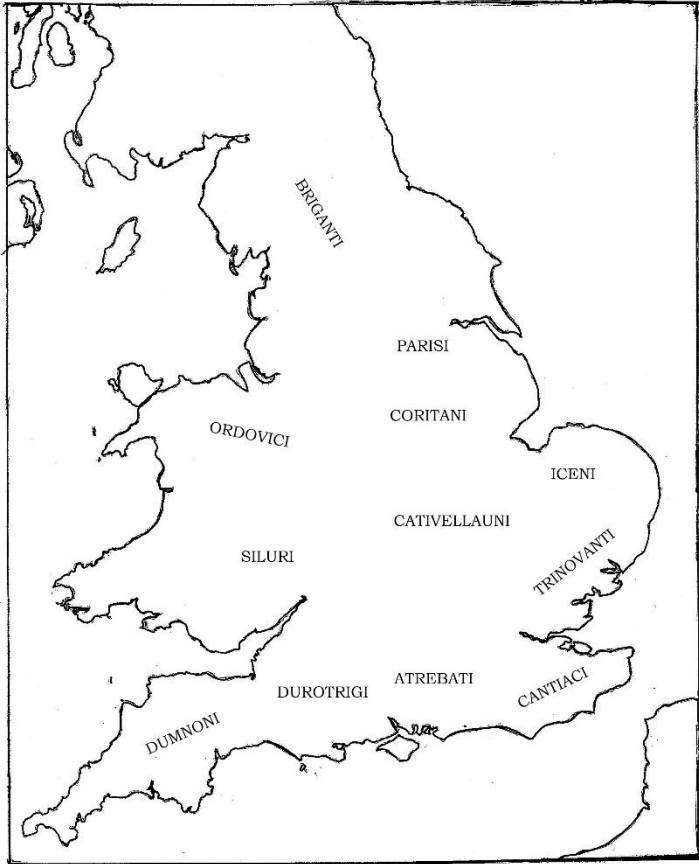 BRIGANTI
PARISI
CORITANI
ORDOVICI
ICENI
CATIVELLAUNI
SILURI
TRINOVANTI
ATREBATI
CANTIACI
DUROTRIGI
DUMNONI